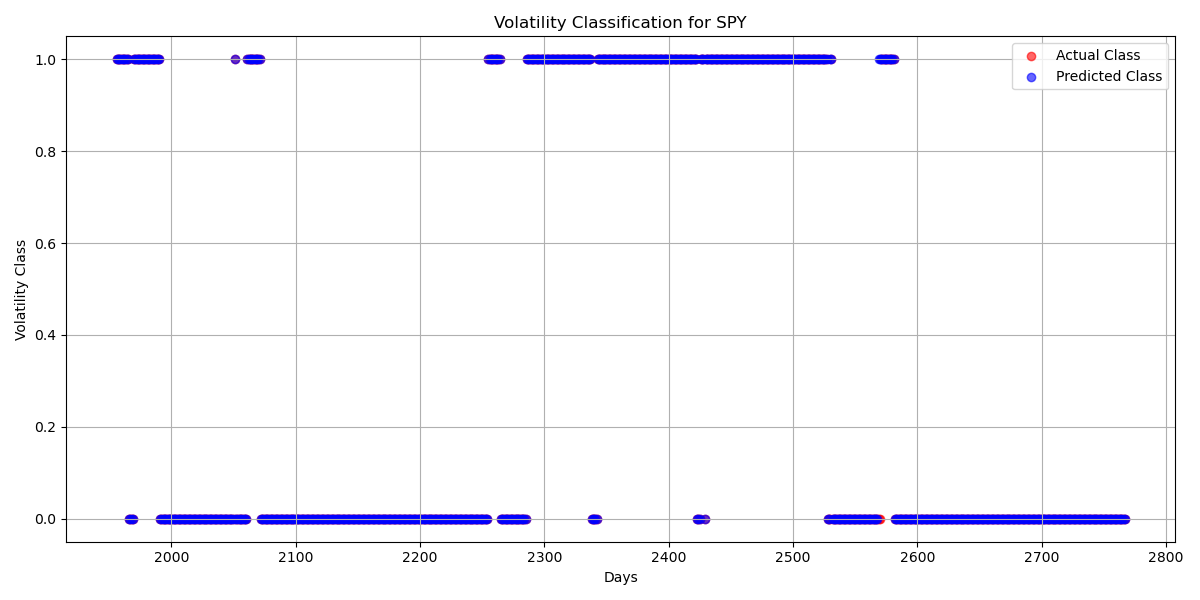 Volatility Classification for SPY
Actual Class
Predicted Class
1.0
0.8
0.6
0.4
0.2
0.0
Volatility Class
2000 2100 2200 2300 2400 2500 2600 2700 2800
Days